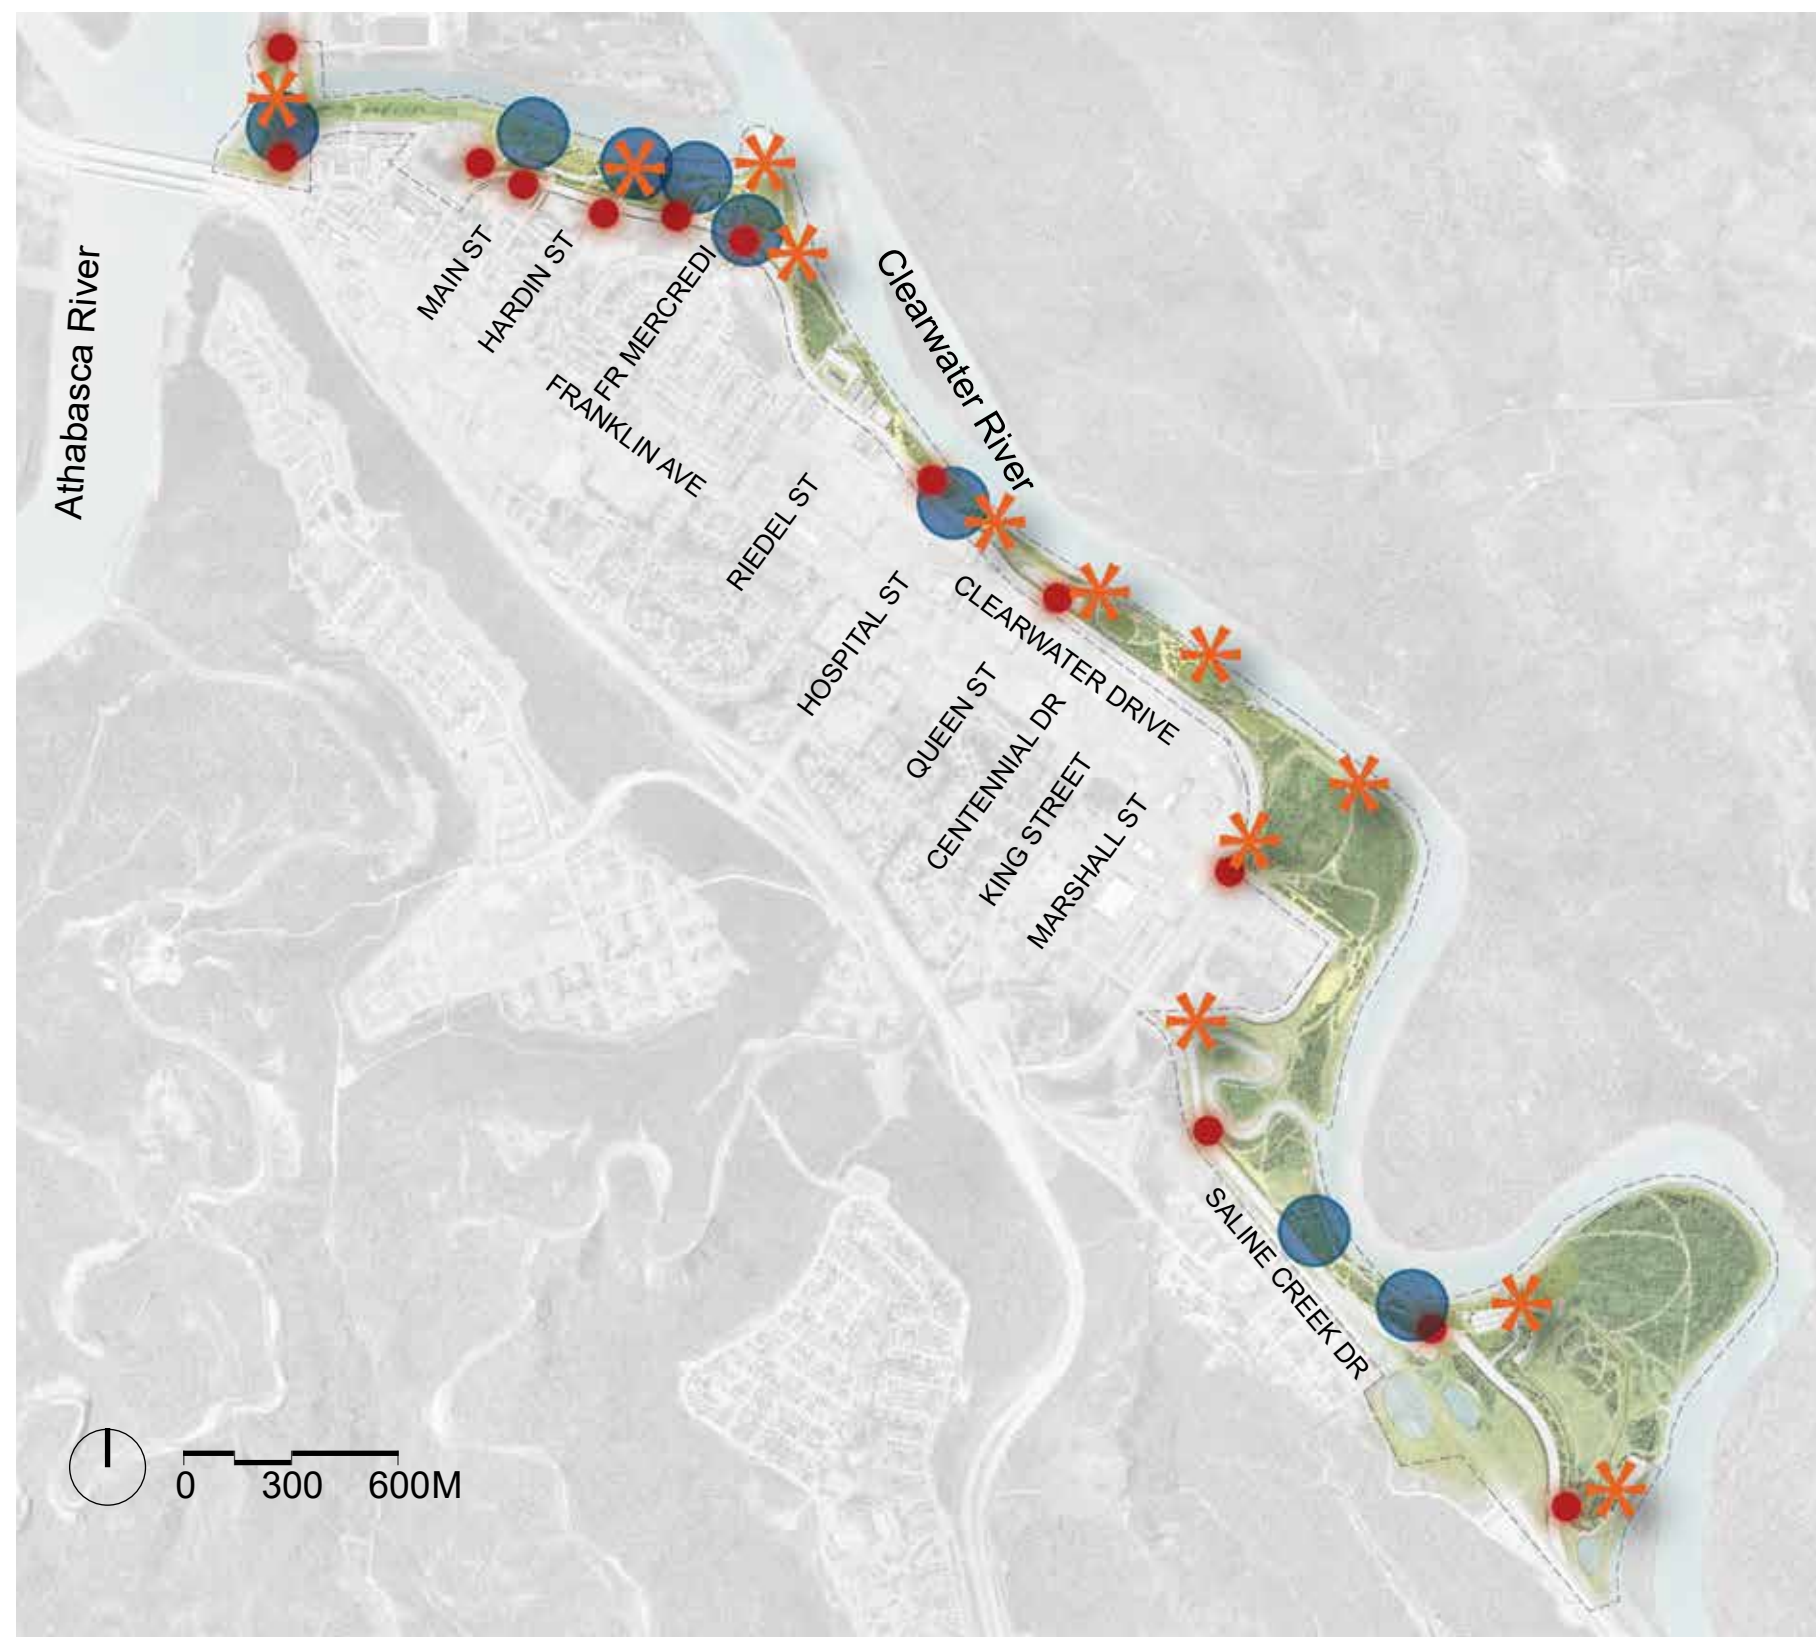 Athabasca River
Clearwater River
MAIN ST
HARDIN ST
FR MERCREDI
FRANKLIN AVE
RIEDEL ST
HOSPITAL ST
CLEARWATER DRIVE
QUEEN ST
CENTENNIAL DR
KING STREET
MARSHALL ST
SALINE CREEK DR
0 300 600M